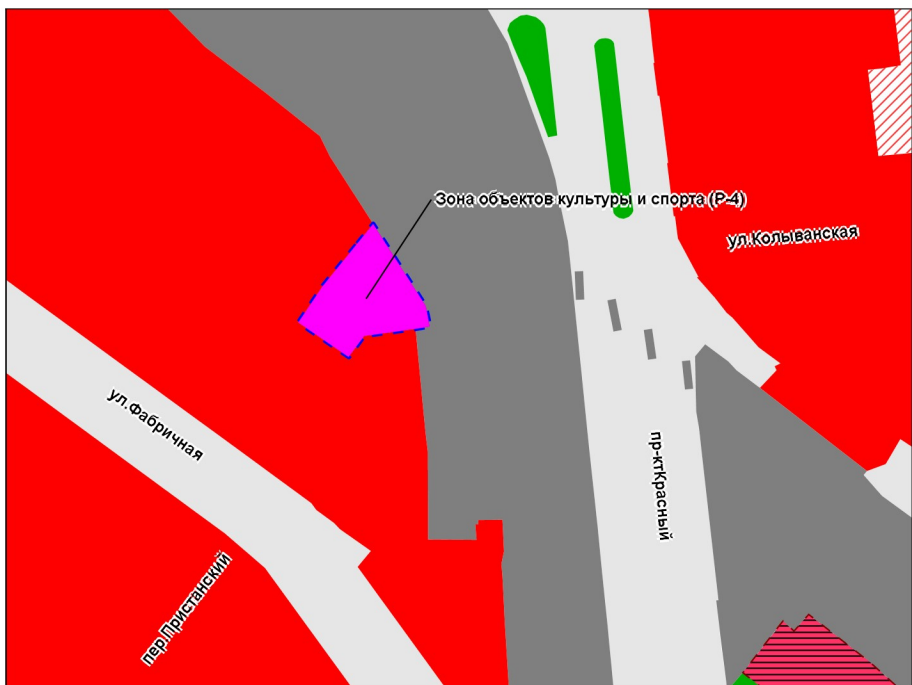 Зона объектов культуры и спорта (Р-4)
ул.Колыванская
ул.Фабричная
пр-ктКрасный
пер Пристанский